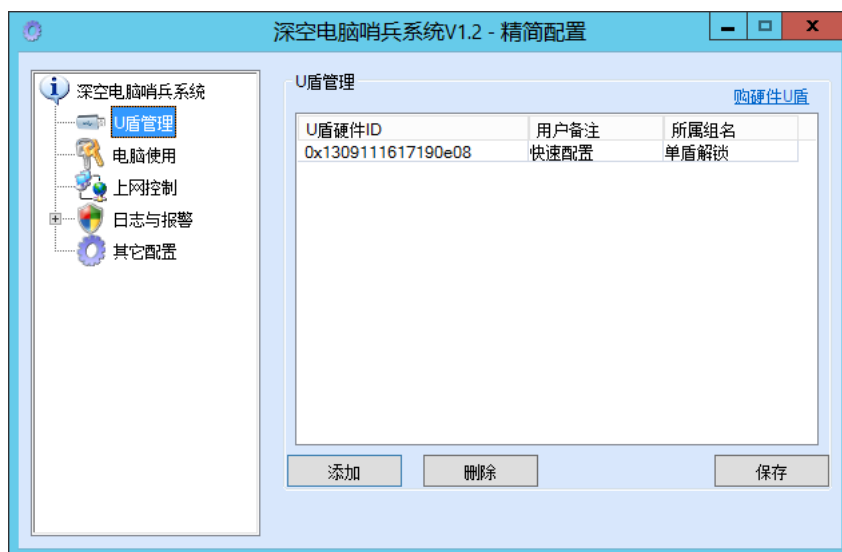 深空电脑哨兵系统V1.2 - 精简配置
深空电脑哨兵系统
U盾管理
电脑使用
上网控制
日志与报警
其它配置
U盾管理
购硬件U盾
U盾硬件ID 用户备注 所属组名
0x1309111617190e08 快速配置 单盾解锁
添加 删除 保存